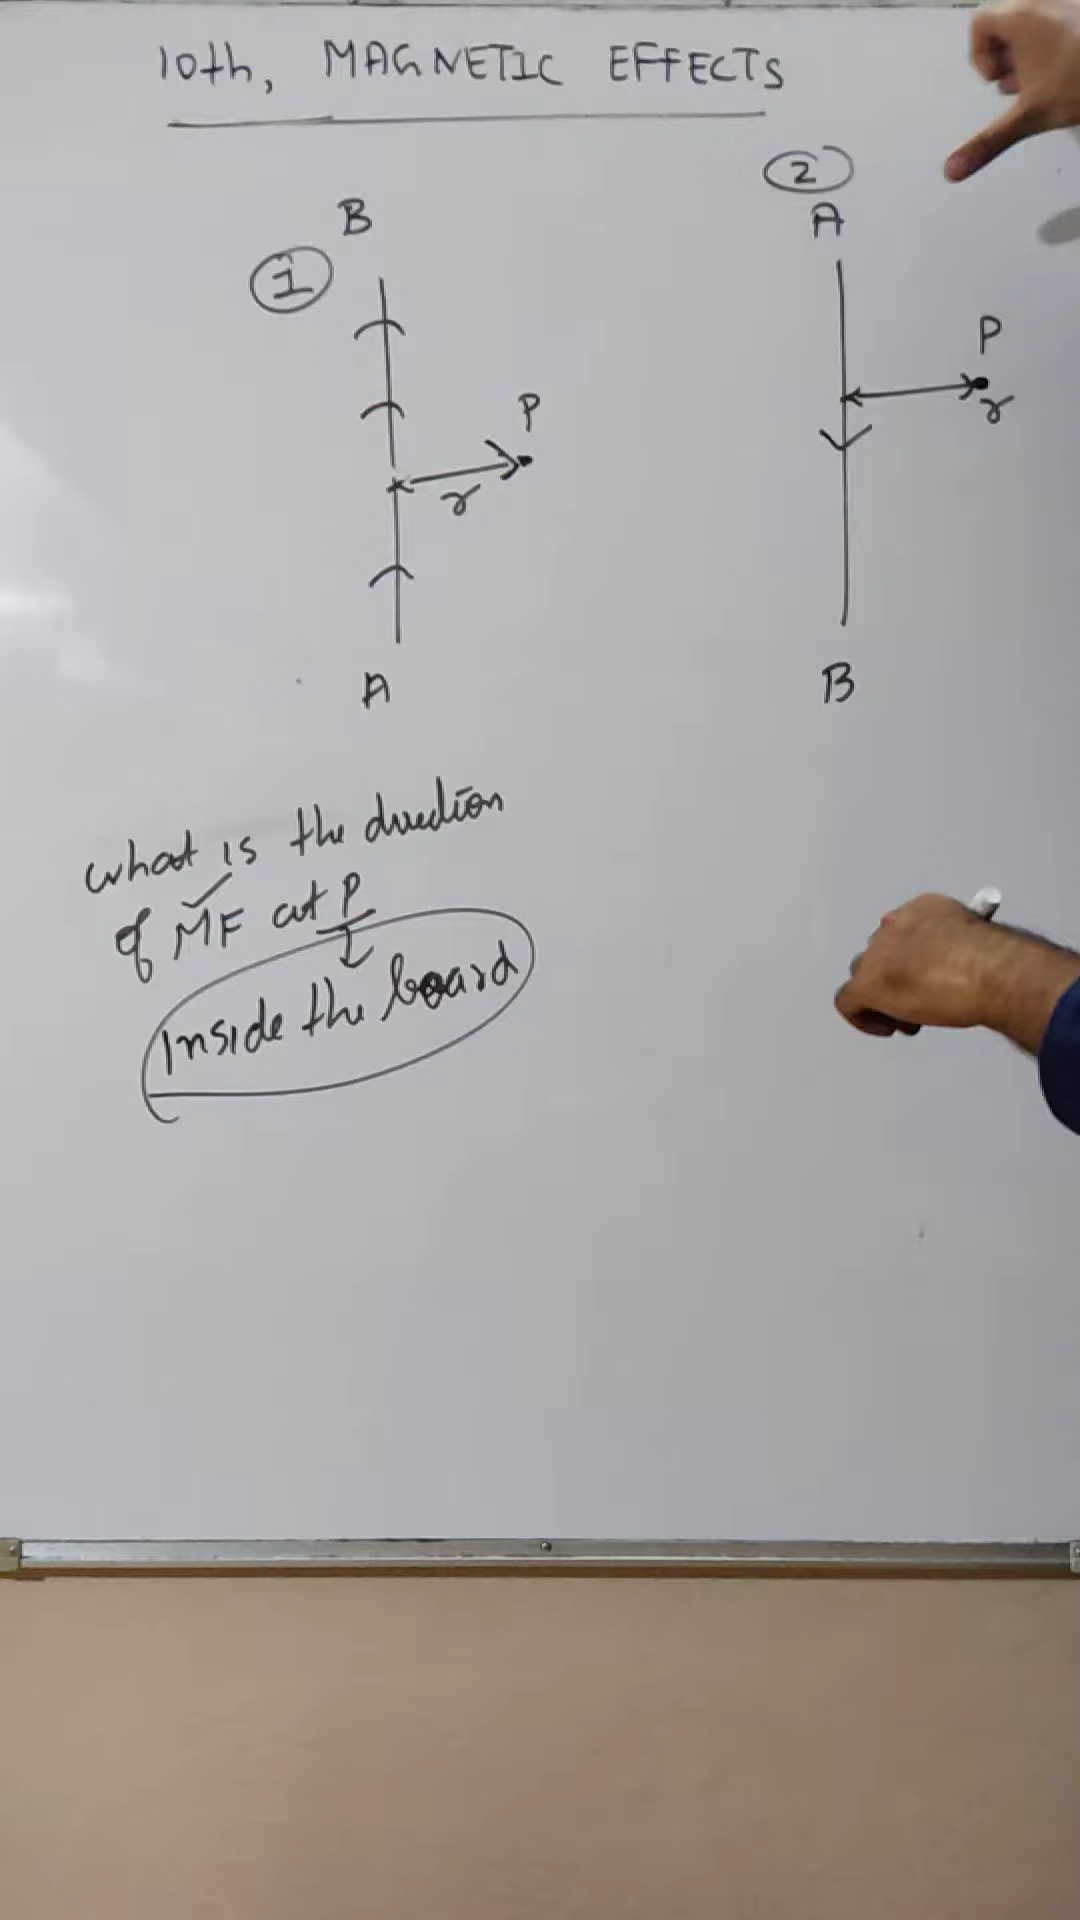 10th, MAGNETIC EFFECTS
B
1
P
r
A
2
A
P
r
B
what is the direction
of MF at P
Inside the board